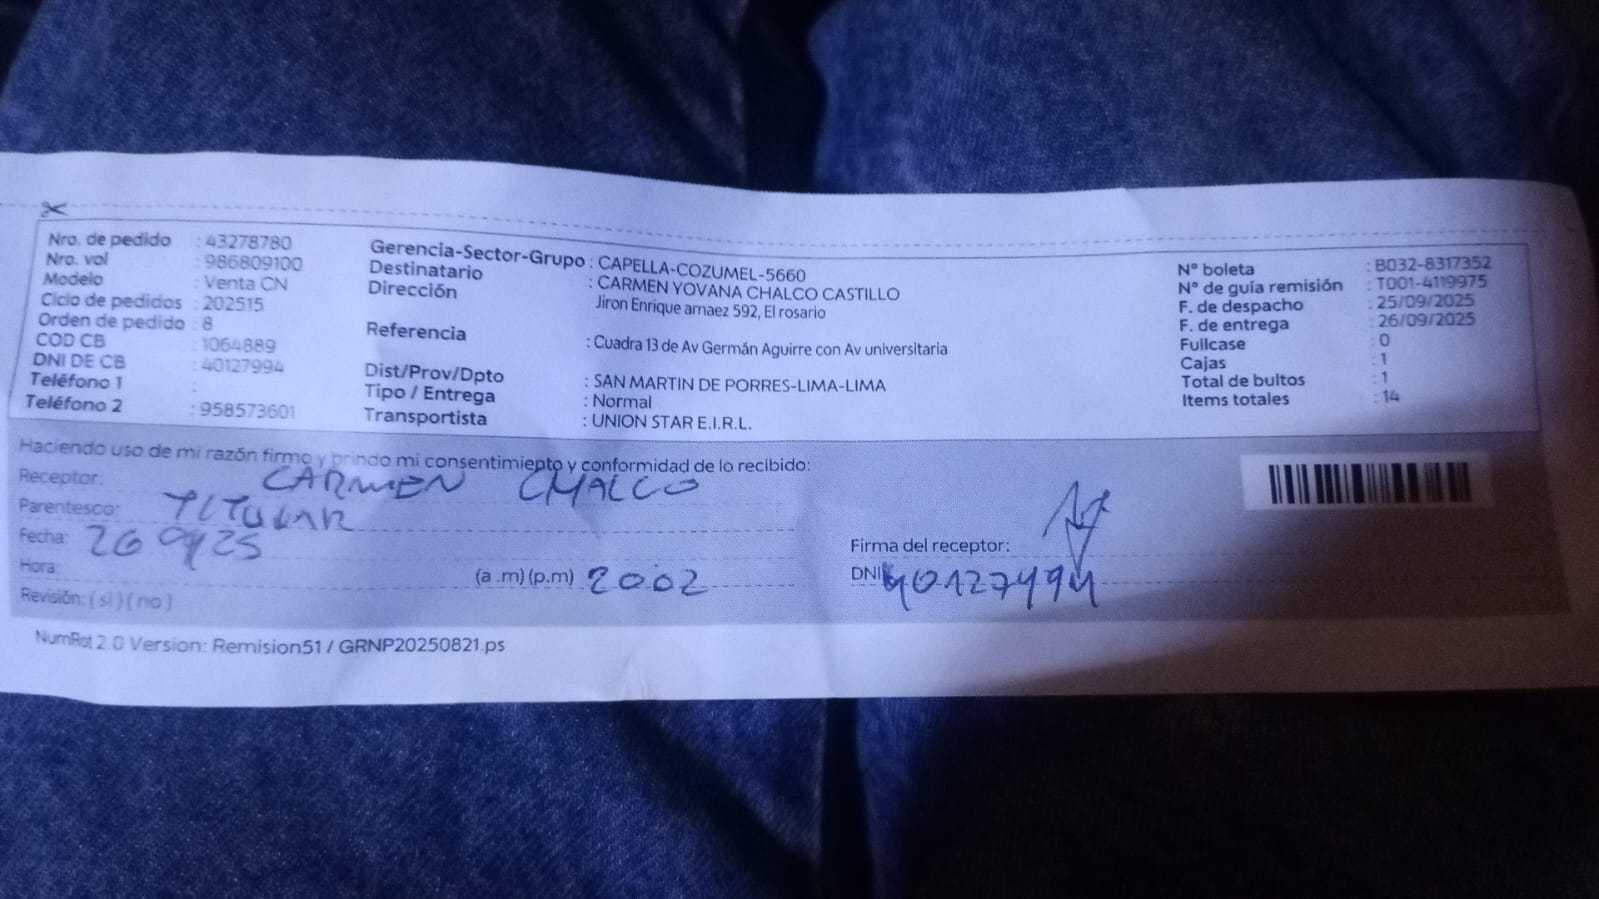 Nro. de pedido : 43278780
Nro. vol : 986809100
Modelo : Venta CN
Ciclo de pedidos : 202515
Orden de pedido : 8
COD CB : 1064889
DNI DE CB : 40127994
Teléfono 1 :
Teléfono 2 : 958573601
Gerencia-Sector-Grupo : CAPELLA-COZUMEL-5660
Destinatario : CARMEN YOVANA CHALCO CASTILLO
Dirección Jiron Enrique arnaez 592, El rosario
Referencia : Cuadra 13 de Av Germán Aguirre con Av universitaria
Dist/Prov/Dpto : SAN MARTIN DE PORRES-LIMA-LIMA
Tipo / Entrega : Normal
Transportista : UNION STAR E.I.R.L.
N° boleta : B032-8317352
N° de guía remisión : T001-4119975
F. de despacho : 25/09/2025
F. de entrega : 26/09/2025
Fullcase : 0
Cajas : 1
Total de bultos : 1
Items totales : 14
Haciendo uso de mi razón firmo y brindo mi consentimiento y conformidad de lo recibido:
Receptor: CARMEN CHALCO
Parentesco: TITULAR
Fecha: 26 09/25
Hora: (a .m) (p.m) 2002
Revisión: ( si ) ( no )
Firma del receptor:
DNI 40127994
NumRot 2.0 Version: Remision51 / GRNP20250821.ps